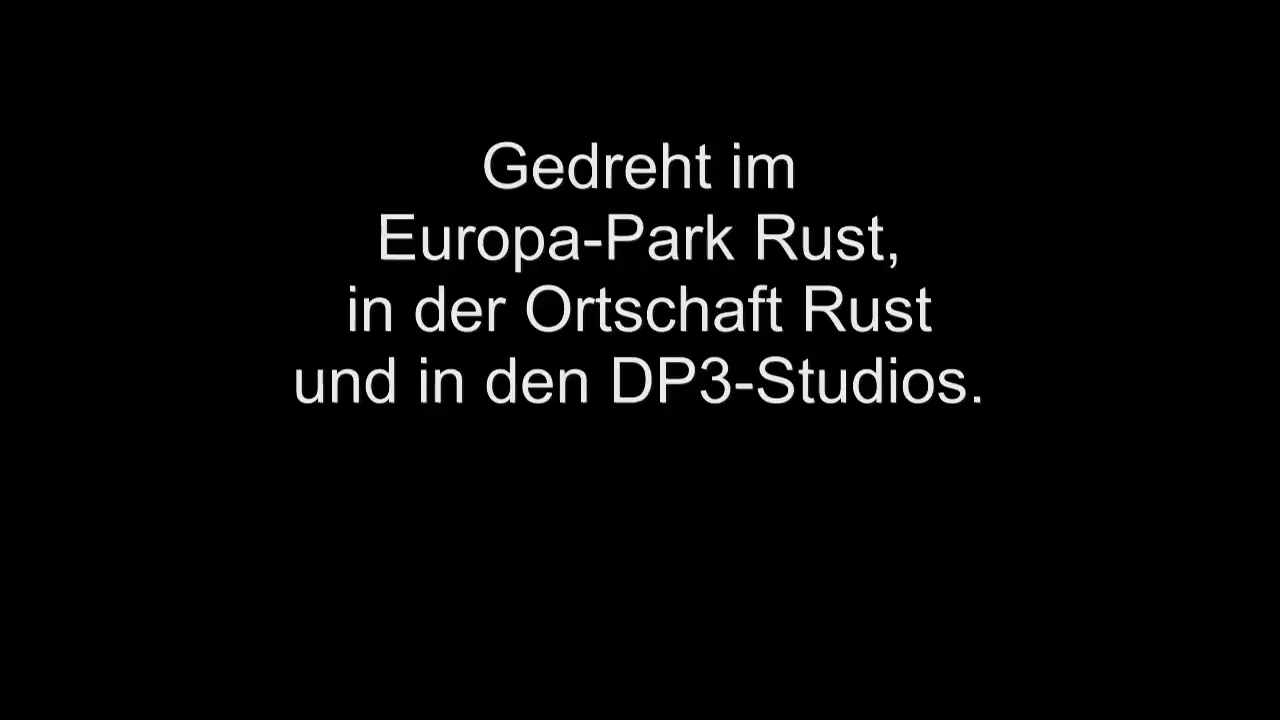 Gedreht im
Europa-Park Rust,
in der Ortschaft Rust
und in den DP3-Studios.